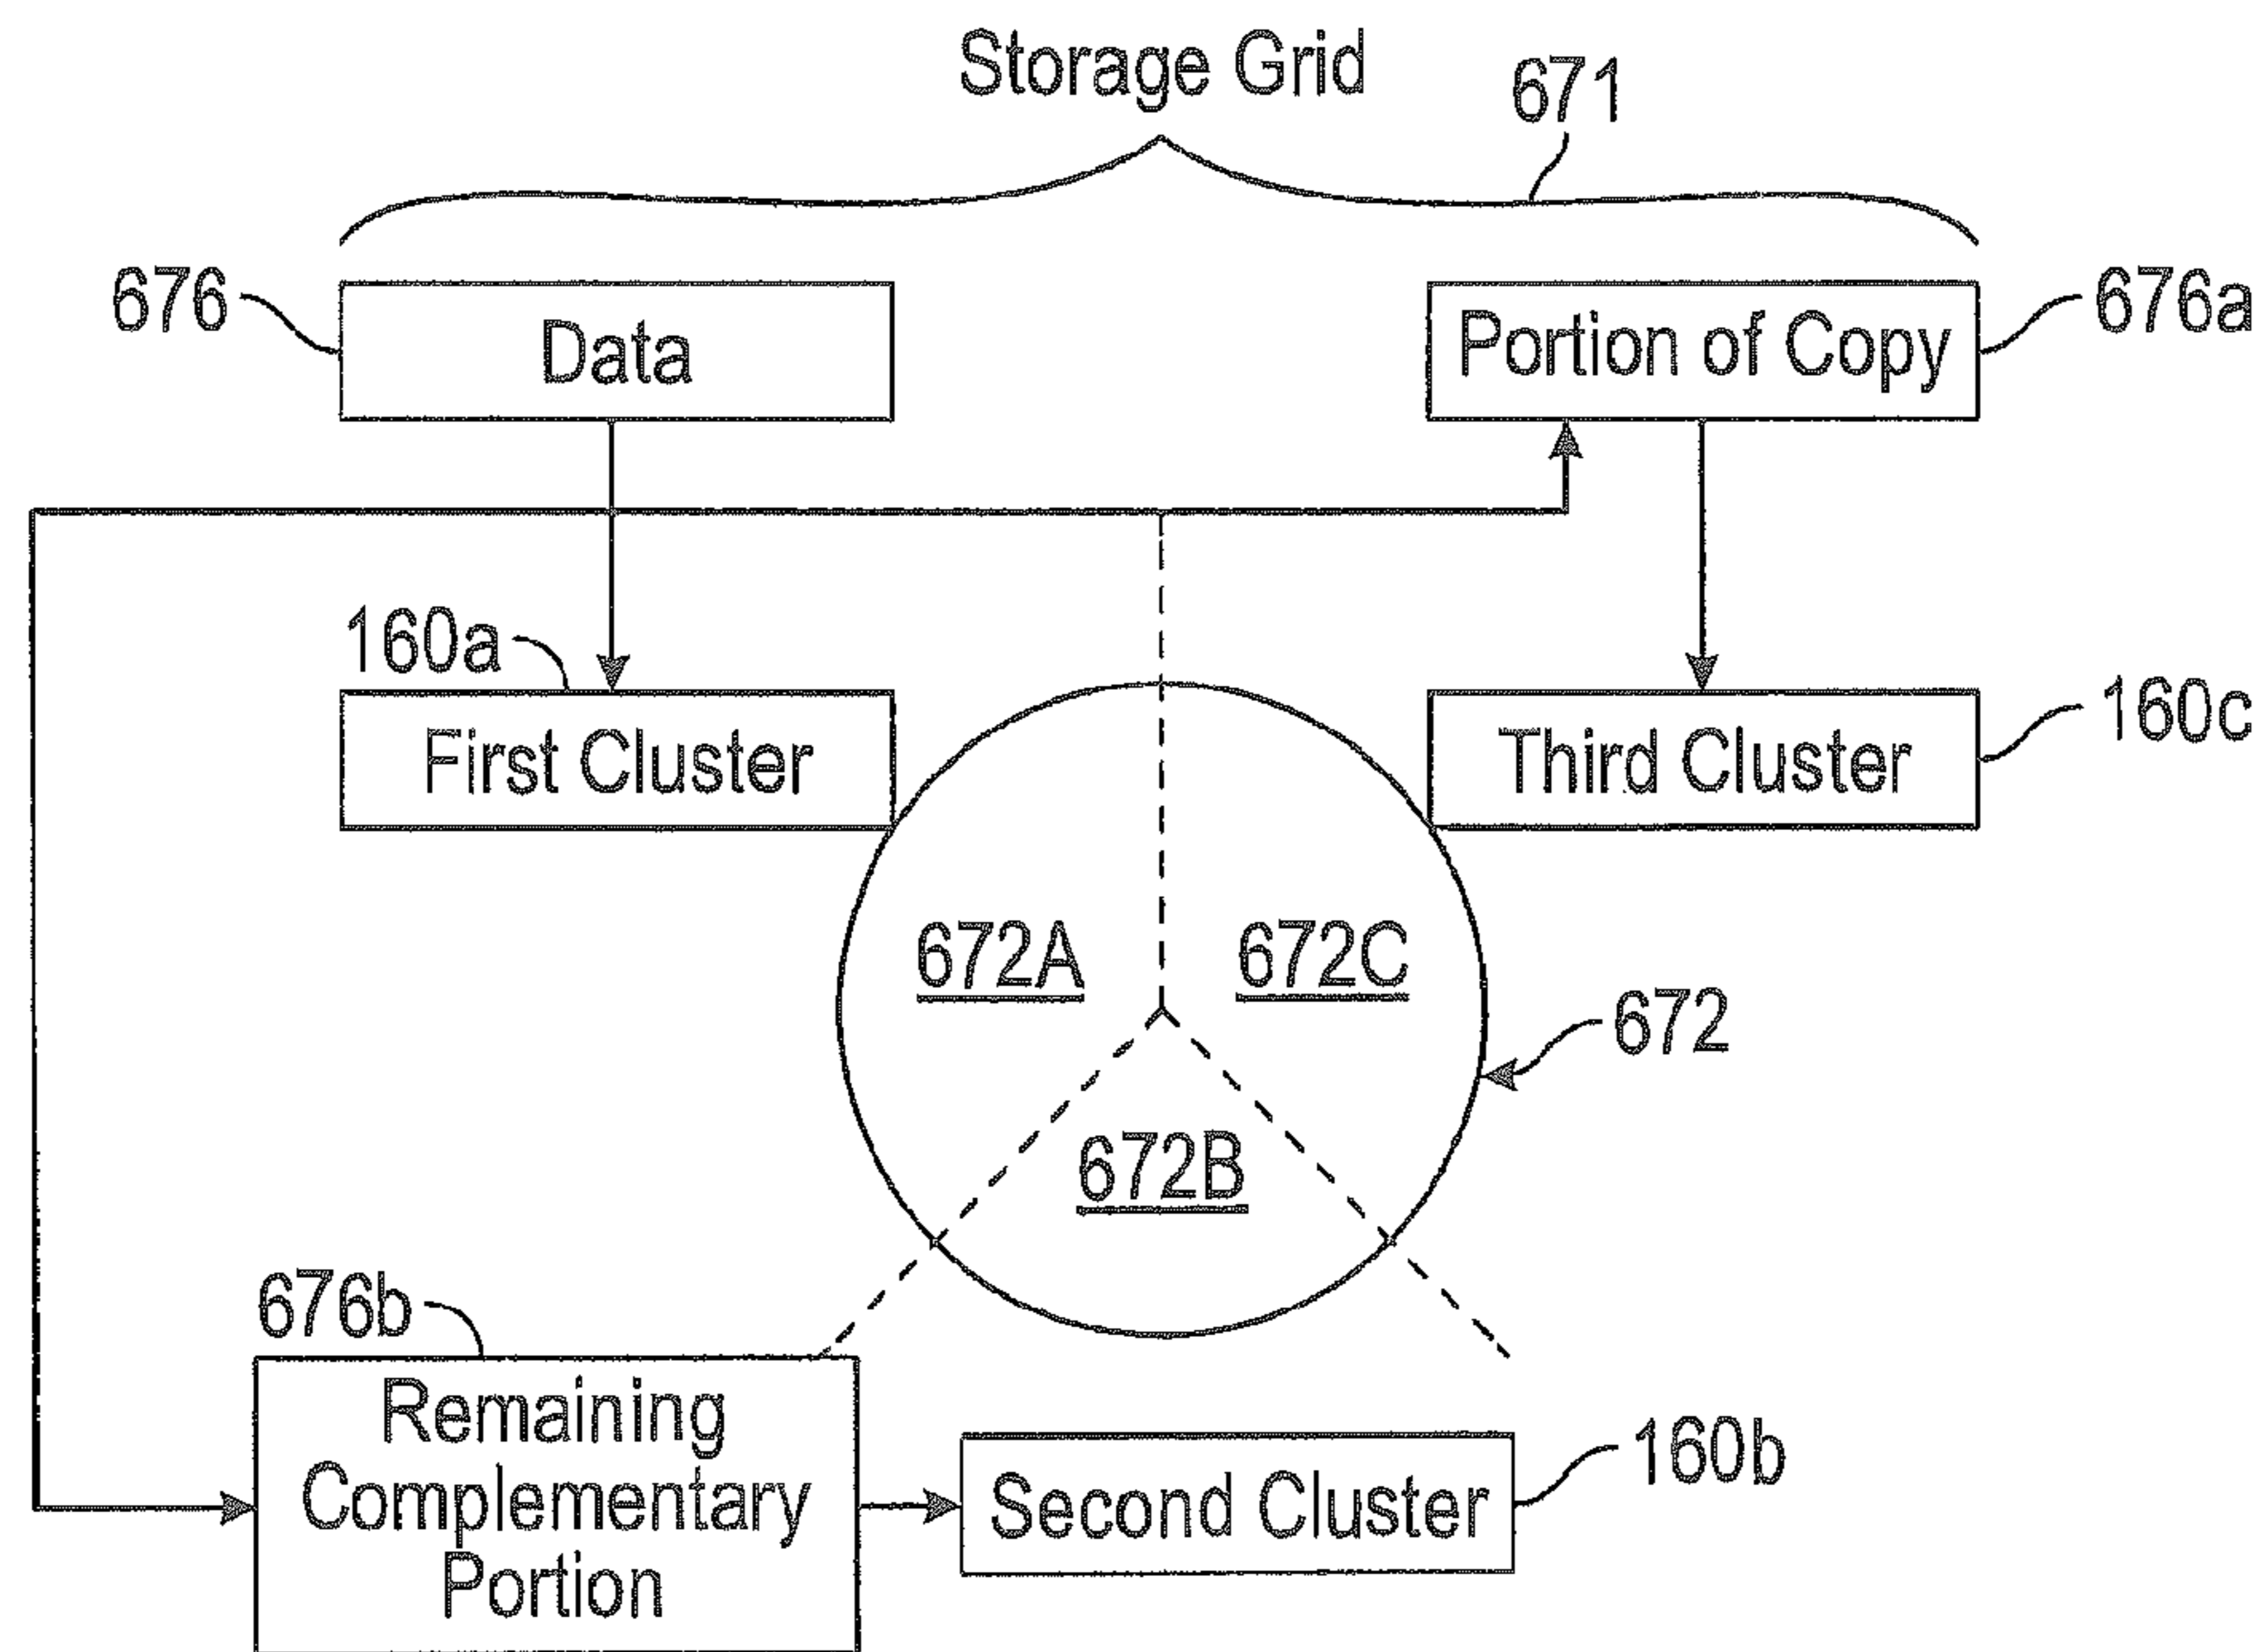 Storage Grid
671
676
Data
Portion of Copy
676a
160a
First Cluster
Third Cluster
160c
672A
672C
672
672B
676b
Remaining
Complementary
Portion
Second Cluster
160b